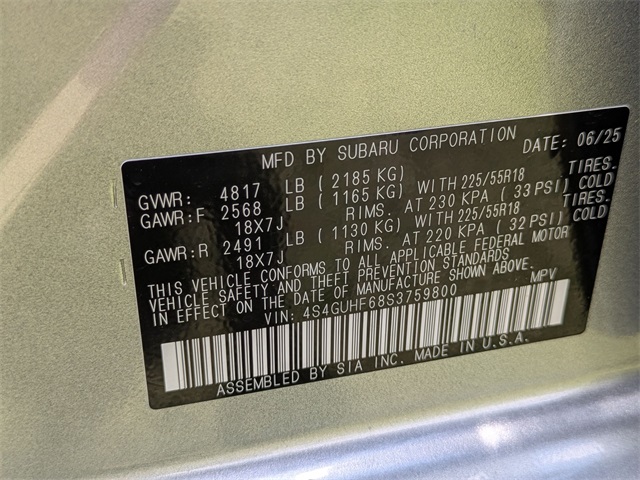 MFD BY SUBARU CORPORATION DATE: 06/25
GVWR: 4817 LB ( 2185 KG)
GAWR:F 2568 LB ( 1165 KG) WITH 225/55R18 TIRES.
18X7J RIMS. AT 230 KPA ( 33 PSI) COLD
GAWR:R 2491 LB ( 1130 KG) WITH 225/55R18 TIRES.
18X7J RIMS. AT 220 KPA ( 32 PSI) COLD
THIS VEHICLE CONFORMS TO ALL APPLICABLE FEDERAL MOTOR
VEHICLE SAFETY AND THEFT PREVENTION STANDARDS
IN EFFECT ON THE DATE OF MANUFACTURE SHOWN ABOVE.
VIN: 4S4GUHF68S3759800 MPV
ASSEMBLED BY SIA INC. MADE IN U.S.A.